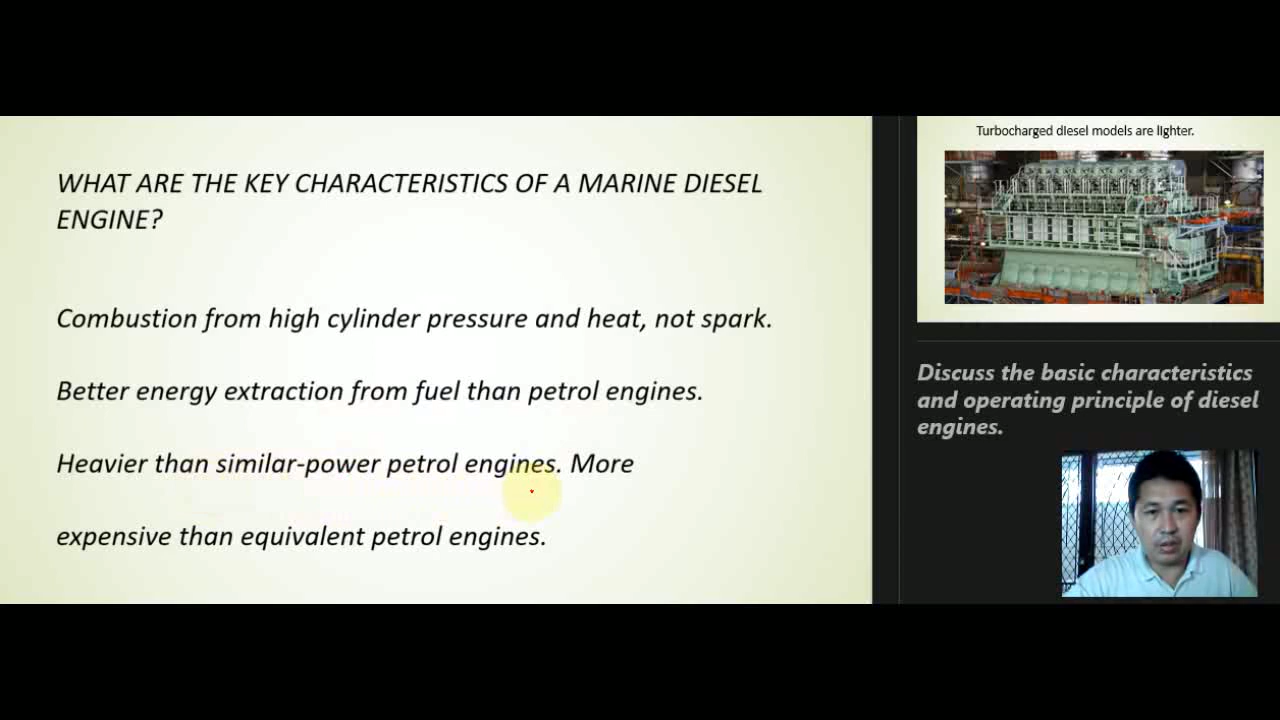 WHAT ARE THE KEY CHARACTERISTICS OF A MARINE DIESEL
ENGINE?
Combustion from high cylinder pressure and heat, not spark.
Better energy extraction from fuel than petrol engines.
Heavier than similar-power petrol engines. More
expensive than equivalent petrol engines.
Turbocharged diesel models are lighter.
Discuss the basic characteristics
and operating principle of diesel
engines.